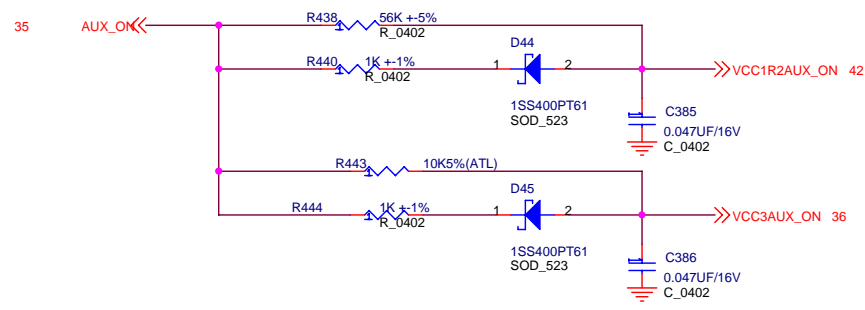 R438 56K +-5%
R_0402
35 AUX_ON
D44
R440 1K +-1%
R_0402
1 2
VCC1R2AUX_ON 42
1SS400PT61
SOD_523
C385
0.047UF/16V
C_0402
R443 10K5%(ATL)
1
D45
R444 1K +-1%
R_0402
1 2
VCC3AUX_ON 36
1SS400PT61
SOD_523
C386
0.047UF/16V
C_0402